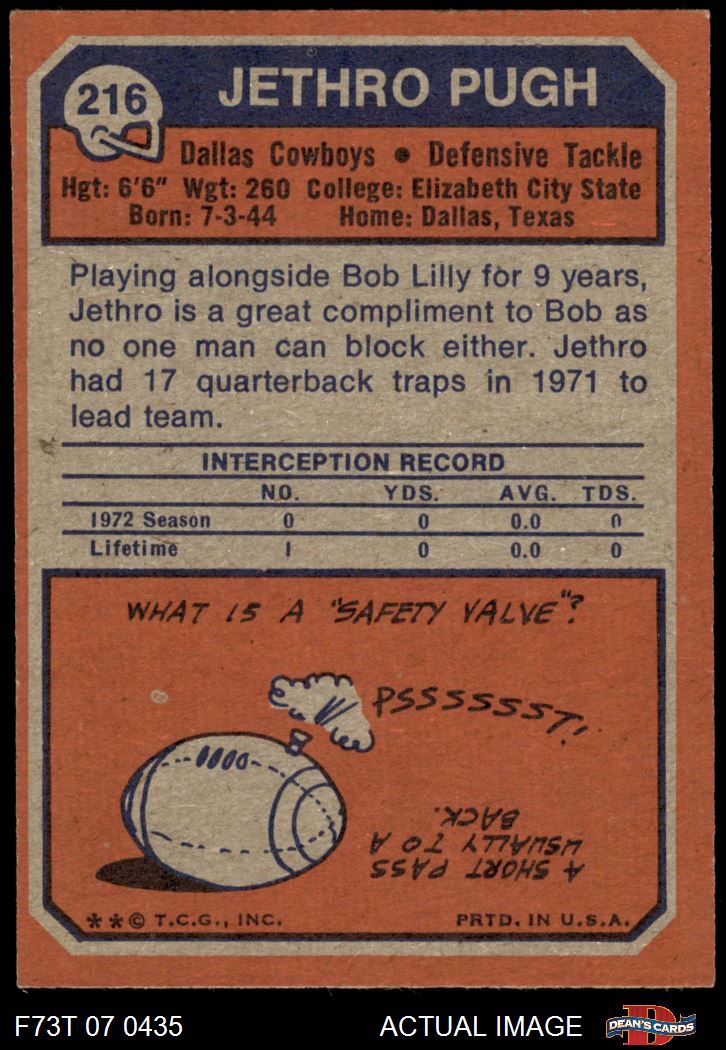 216
JETHRO PUGH
Dallas Cowboys • Defensive Tackle
Hgt: 6'6" Wgt: 260 College: Elizabeth City State
Born: 7-3-44 Home: Dallas, Texas
Playing alongside Bob Lilly for 9 years,
Jethro is a great compliment to Bob as
no one man can block either. Jethro
had 17 quarterback traps in 1971 to
lead team.
INTERCEPTION RECORD
NO. YDS. AVG. TDS.
1972 Season 0 0 0.0 0
Lifetime 1 0 0.0 0
WHAT IS A "SAFETY VALVE"?
PSSSSSSST!
A SHORT PASS
USUALLY TO A
BACK.
**© T.C.G., INC. PRTD. IN U.S.A.
F73T 07 0435 ACTUAL IMAGE
D
DEAN'S CARDS